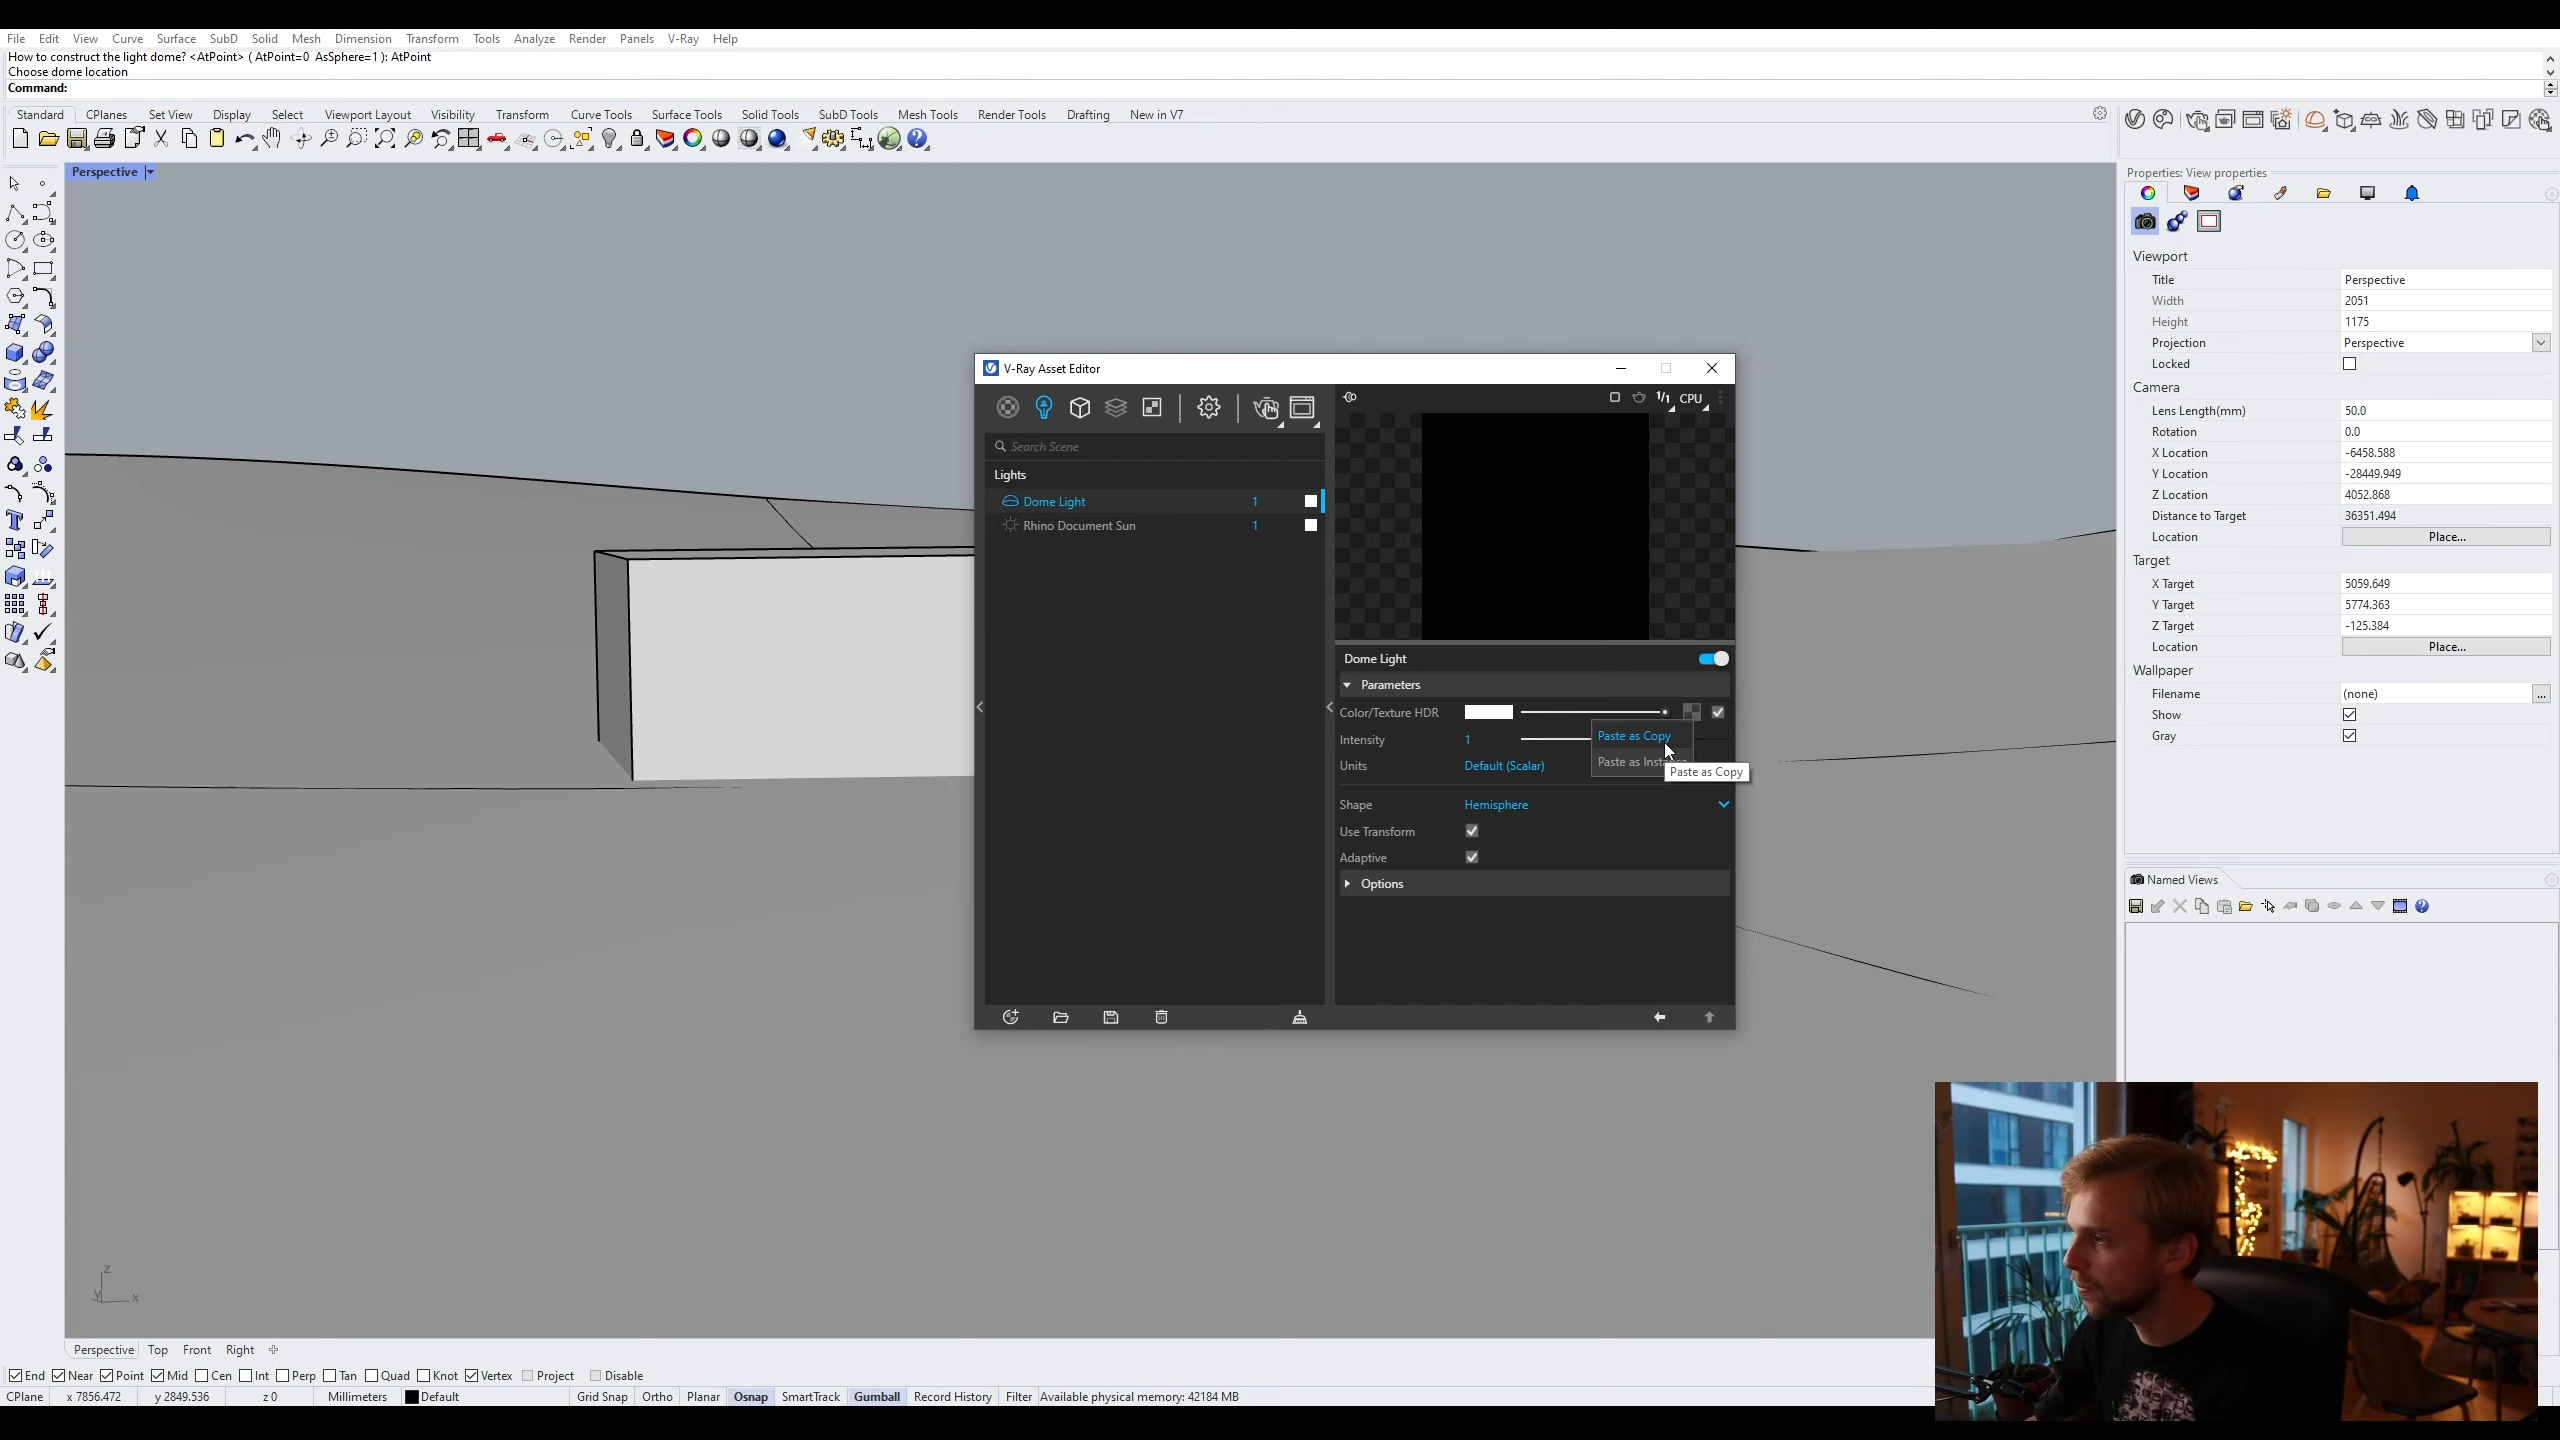 File Edit View Curve Surface SubD Solid Mesh Dimension Transform Tools Analyze Render Panels V-Ray Help
How to construct the light dome? <AtPoint> ( AtPoint=0 AsSphere=1 ): AtPoint
Choose dome location
Command:
Standard CPlanes Set View Display Select Viewport Layout Visibility Transform Curve Tools Surface Tools Solid Tools SubD Tools Mesh Tools Render Tools Drafting New in V7
Perspective
V-Ray Asset Editor
1/1 CPU
Search Scene
Lights
Dome Light 1
Rhino Document Sun 1
Dome Light
Parameters
Color/Texture HDR
Paste as Copy
Intensity 1
Paste as Inst
Units Default (Scalar)
Paste as Copy
Shape Hemisphere
Use Transform
Adaptive
Options
Properties: View properties
Viewport
Title Perspective
Width 2051
Height 1175
Projection Perspective
Locked
Camera
Lens Length(mm) 50.0
Rotation 0.0
X Location -6458.588
Y Location -28449.949
Z Location 4052.868
Distance to Target 36351.494
Location Place...
Target
X Target 5059.649
Y Target 5774.363
Z Target -125.384
Location Place...
Wallpaper
Filename (none) ...
Show
Gray
Named Views
z
y x
Perspective Top Front Right
End Near Point Mid Cen Int Perp Tan Quad Knot Vertex Project Disable
CPlane x 7856.472 y 2849.536 z 0 Millimeters Default Grid Snap Ortho Planar Osnap SmartTrack Gumball Record History Filter Available physical memory: 42184 MB